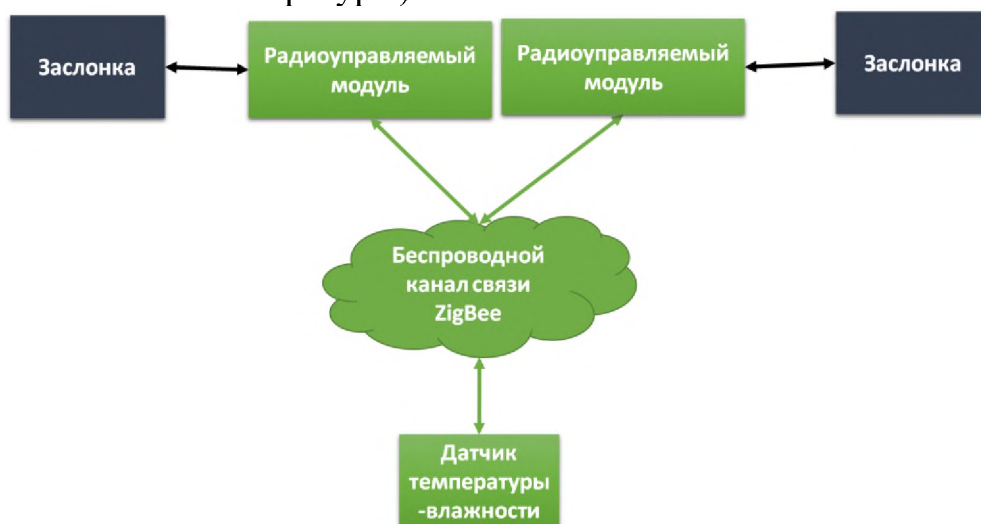 Заслонка
Радиоуправляемый
модуль
Радиоуправляемый
модуль
Заслонка
Беспроводной
канал связи
ZigBee
Датчик
температуры
-влажности